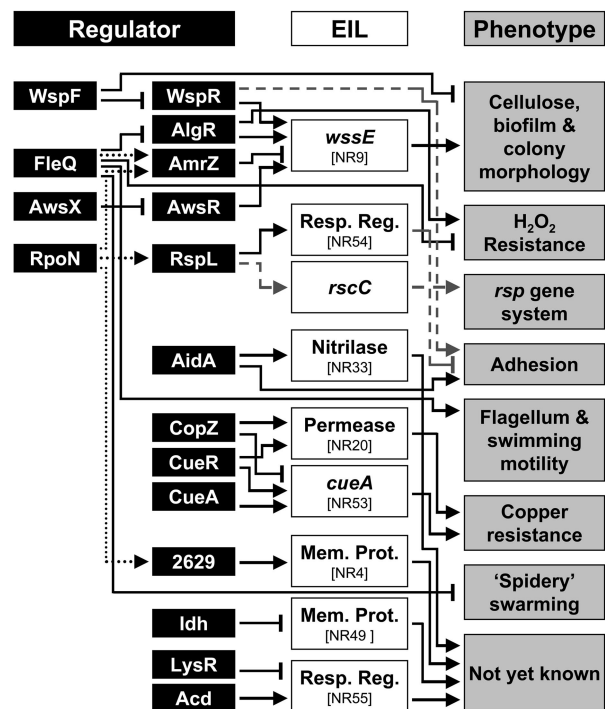 Regulator
EIL
Phenotype
WspF
WspR
AlgR
FleQ
AmrZ
AwsX
AwsR
RpoN
RspL
AidA
CopZ
CueR
CueA
2629
Idh
LysR
Acd
wssE
[NR9]
Resp. Reg.
[NR54]
rscC
Nitrilase
[NR33]
Permease
[NR20]
cueA
[NR53]
Mem. Prot.
[NR4]
Mem. Prot.
[NR49 ]
Resp. Reg.
[NR55]
Cellulose,
biofilm &
colony
morphology
H₂O₂
Resistance
rsp gene
system
Adhesion
Flagellum &
swimming
motility
Copper
resistance
‘Spidery’
swarming
Not yet known